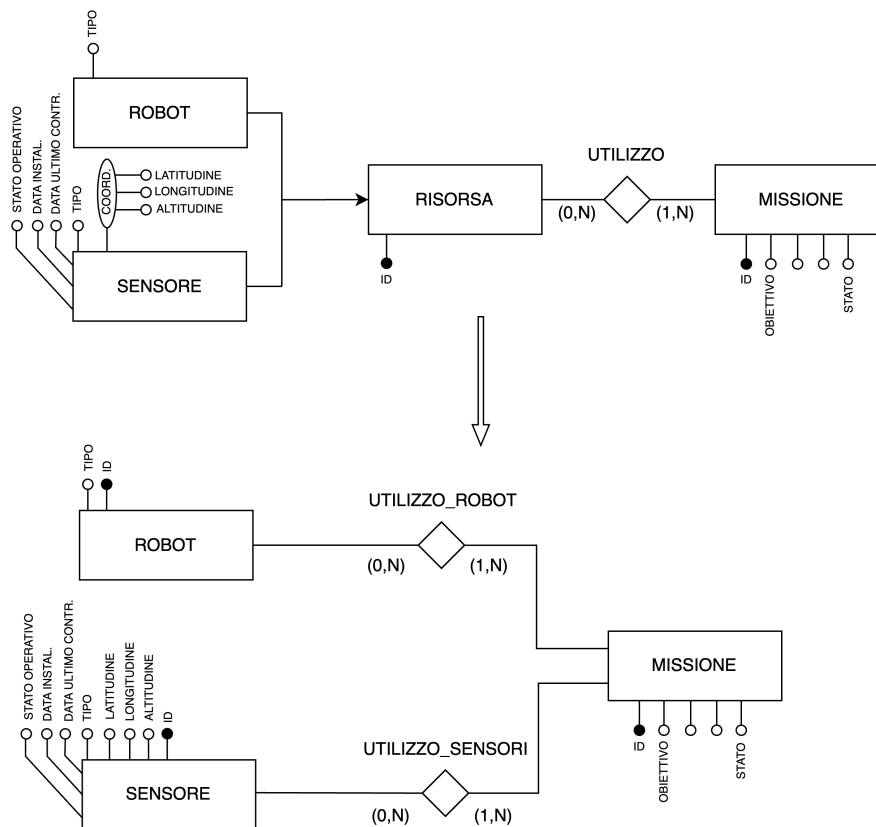 TIPO
ROBOT
STATO OPERATIVO
DATA INSTAL.
DATA ULTIMO CONTR.
TIPO
COORD.
LATITUDINE
LONGITUDINE
ALTITUDINE
SENSORE
RISORSA
ID
UTILIZZO
(0,N)
(1,N)
MISSIONE
ID
OBIETTIVO
STATO
TIPO
ID
ROBOT
UTILIZZO_ROBOT
(0,N)
(1,N)
STATO OPERATIVO
DATA INSTAL.
DATA ULTIMO CONTR.
TIPO
LATITUDINE
LONGITUDINE
ALTITUDINE
ID
SENSORE
UTILIZZO_SENSORI
(0,N)
(1,N)
MISSIONE
ID
OBIETTIVO
STATO